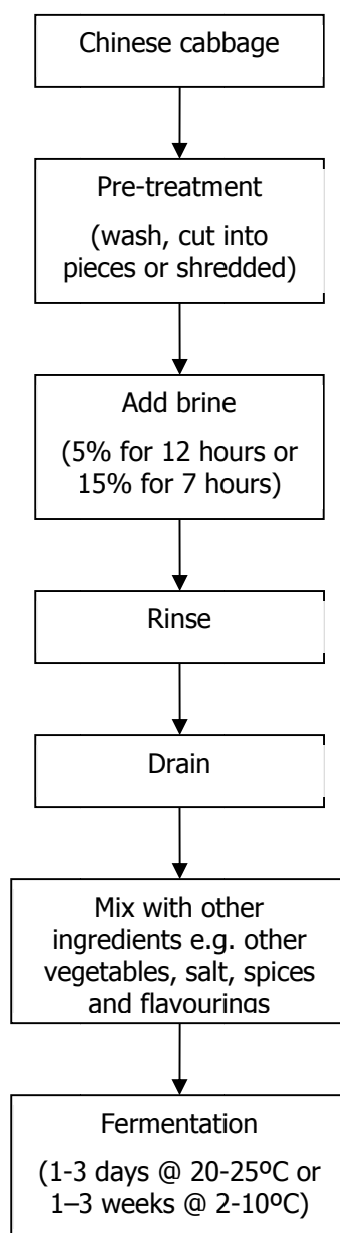 Chinese cabbage
Pre-treatment
(wash, cut into
pieces or shredded)
Add brine
(5% for 12 hours or
15% for 7 hours)
Rinse
Drain
Mix with other
ingredients e.g. other
vegetables, salt, spices
and flavourings
Fermentation
(1-3 days @ 20-25ºC or
1–3 weeks @ 2-10ºC)